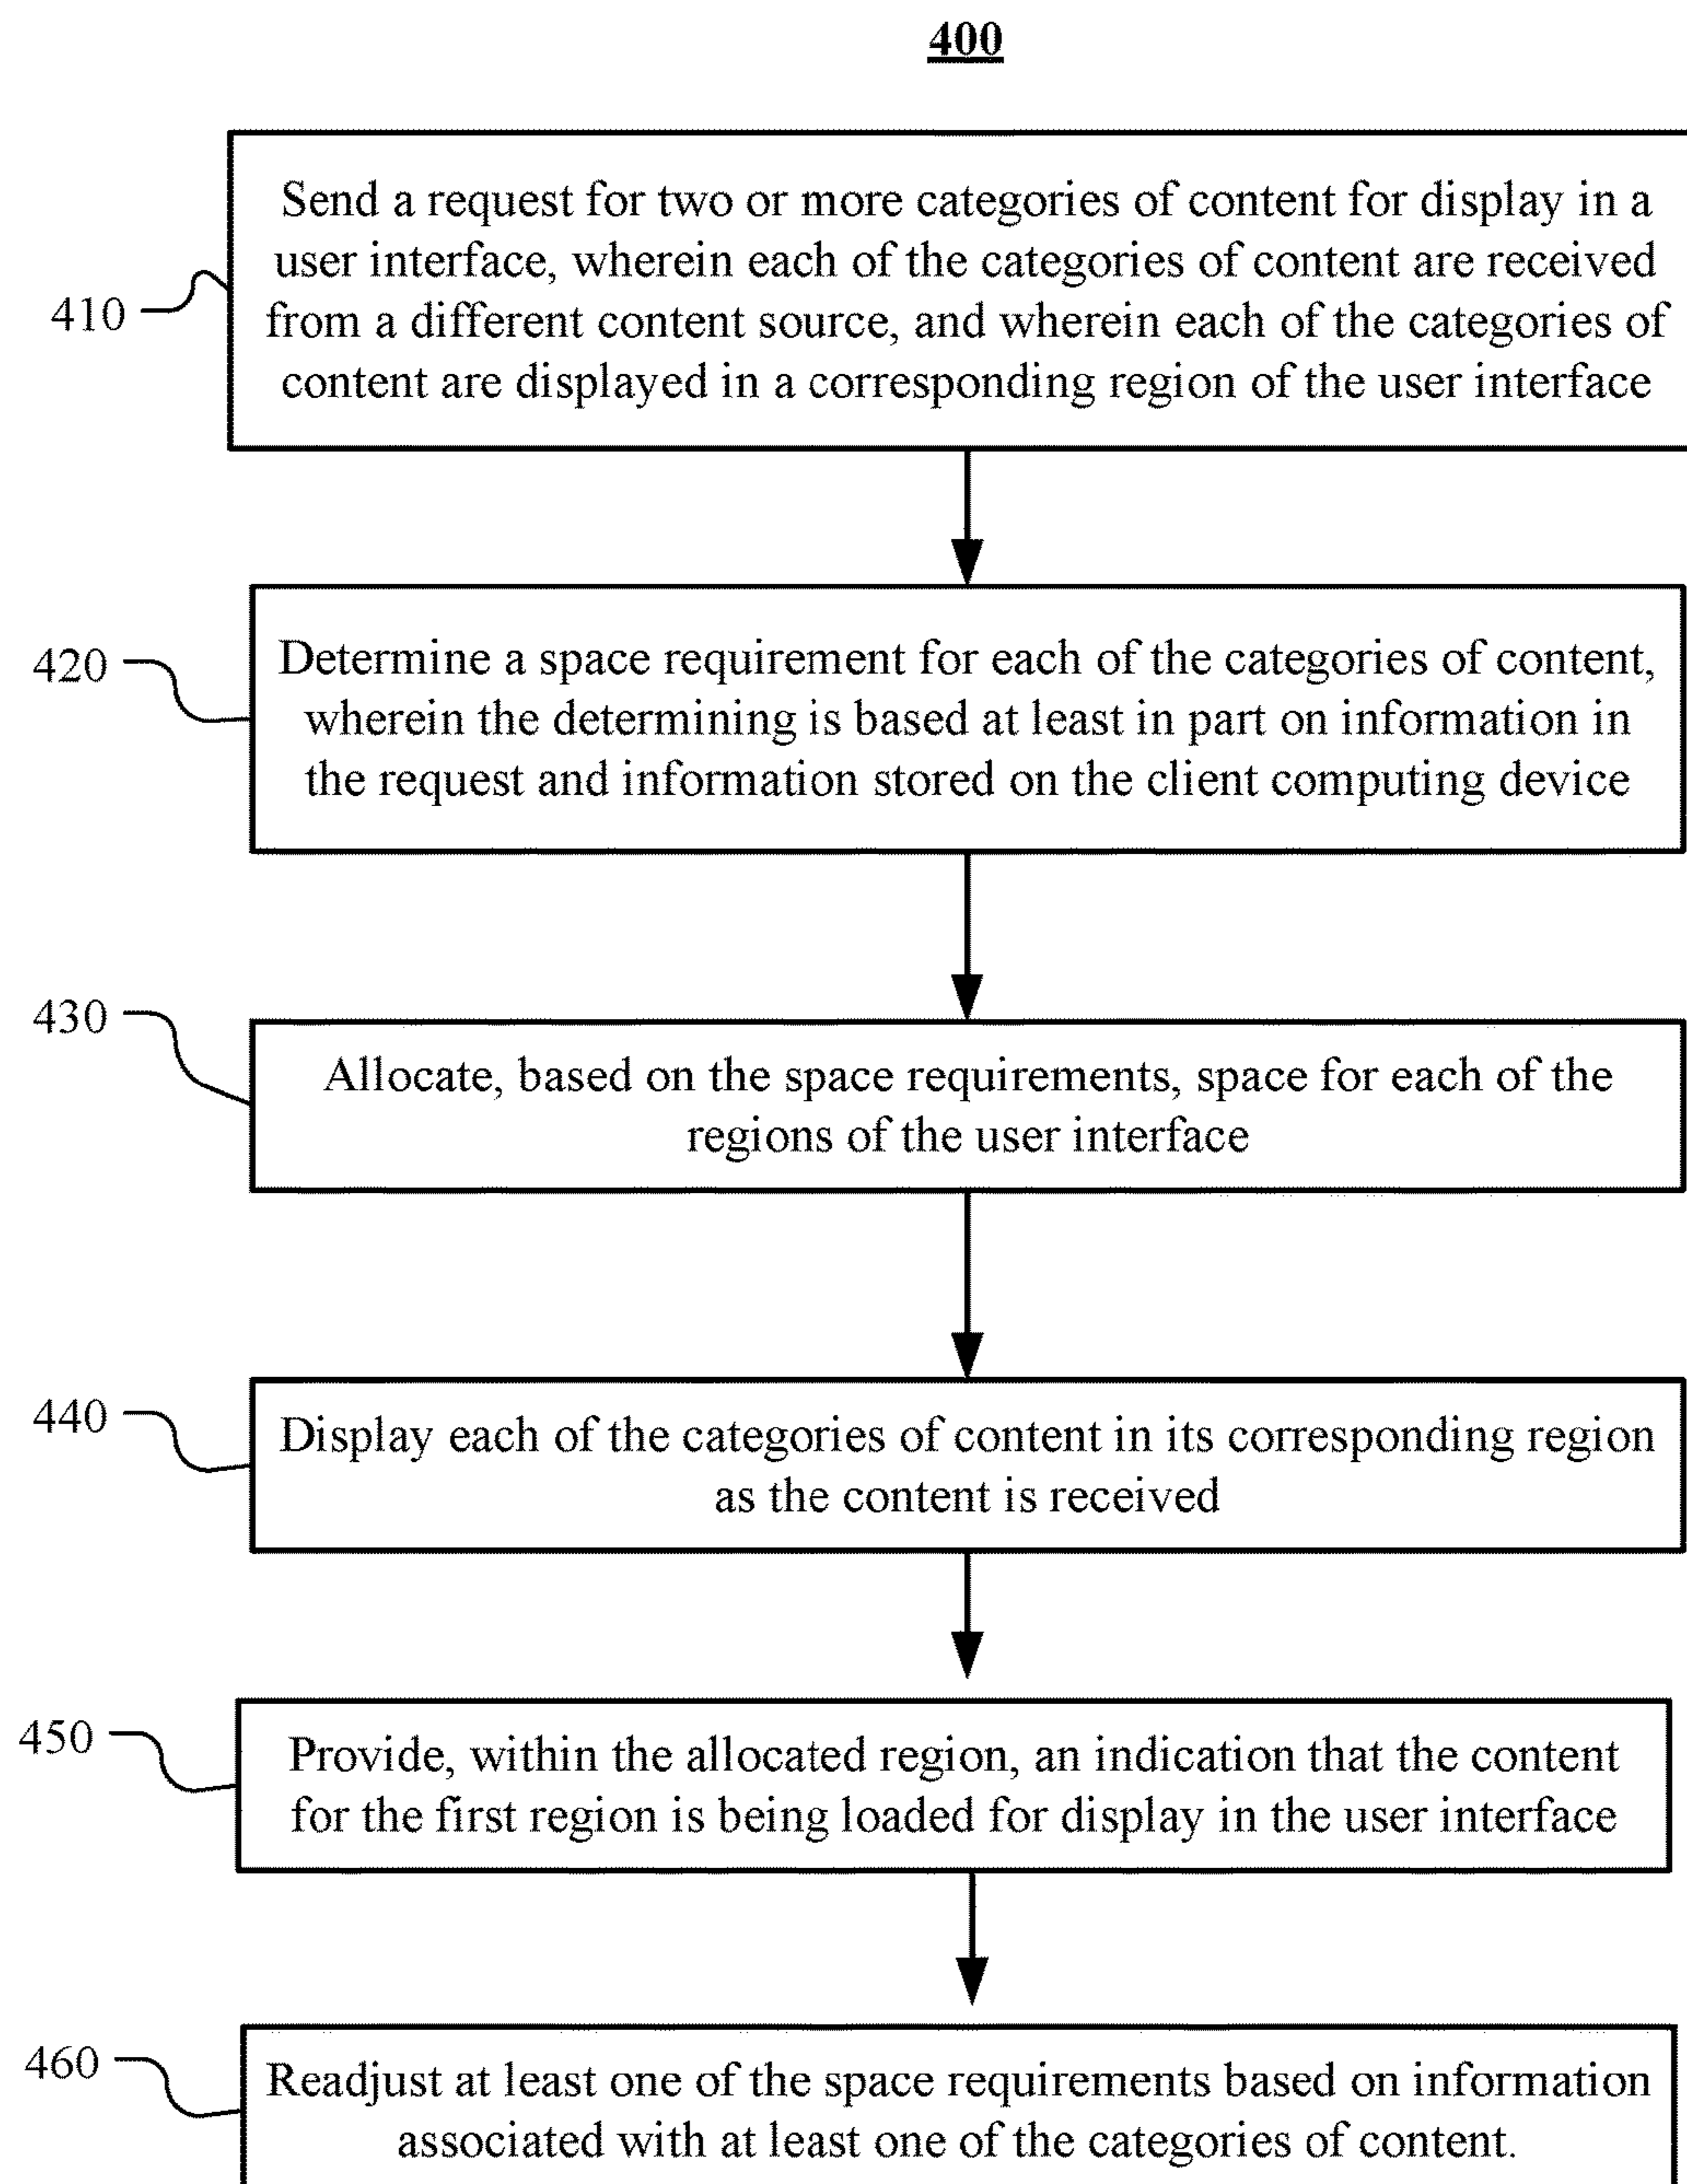 400
Send a request for two or more categories of content for display in a
user interface, wherein each of the categories of content are received
410
from a different content source, and wherein each of the categories of
content are displayed in a corresponding region of the user interface
420
Determine a space requirement for each of the categories of content,
wherein the determining is based at least in part on information in
the request and information stored on the client computing device
430
Allocate, based on the space requirements, space for each of the
regions of the user interface
440
Display each of the categories of content in its corresponding region
as the content is received
450
Provide, within the allocated region, an indication that the content
for the first region is being loaded for display in the user interface
460
Readjust at least one of the space requirements based on information
associated with at least one of the categories of content.